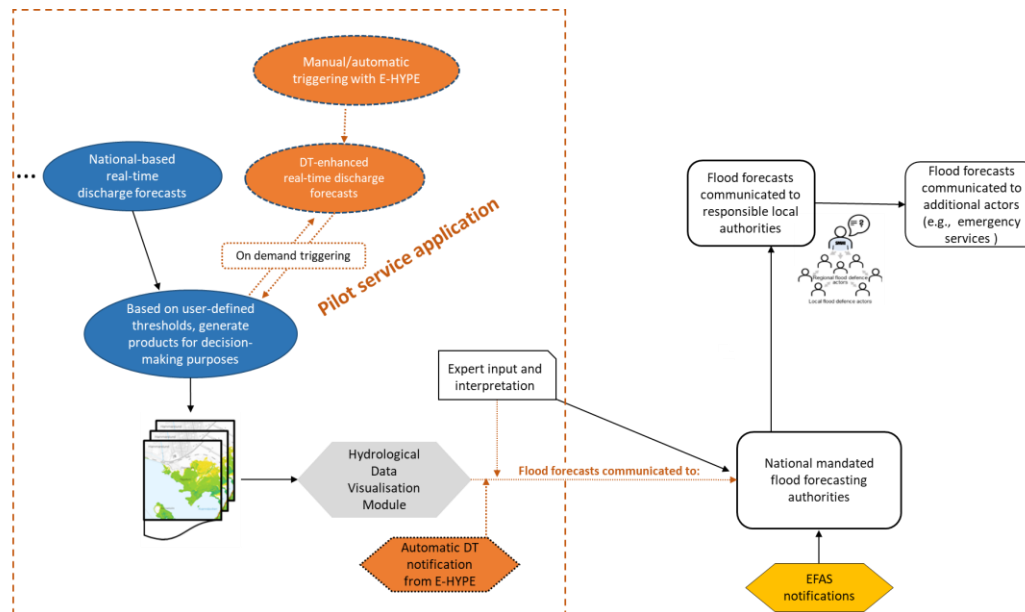 Manual/automatic
triggering with E-HYPE
National-based
real-time
discharge forecasts
...
DT-enhanced
real-time discharge
forecasts
On demand triggering
Pilot service application
Based on user-defined
thresholds, generate
products for decision-
making purposes
Flood forecasts
communicated to
responsible local
authorities
Flood forecasts
communicated to
additional actors
(e.g., emergency
services )
Regional flood defence
actors
Local flood defence actors
Expert input and
interpretation
Hydrological
Data
Visualisation
Module
Flood forecasts communicated to:
National mandated
flood forecasting
authorities
Automatic DT
notification
from E-HYPE
EFAS
notifications